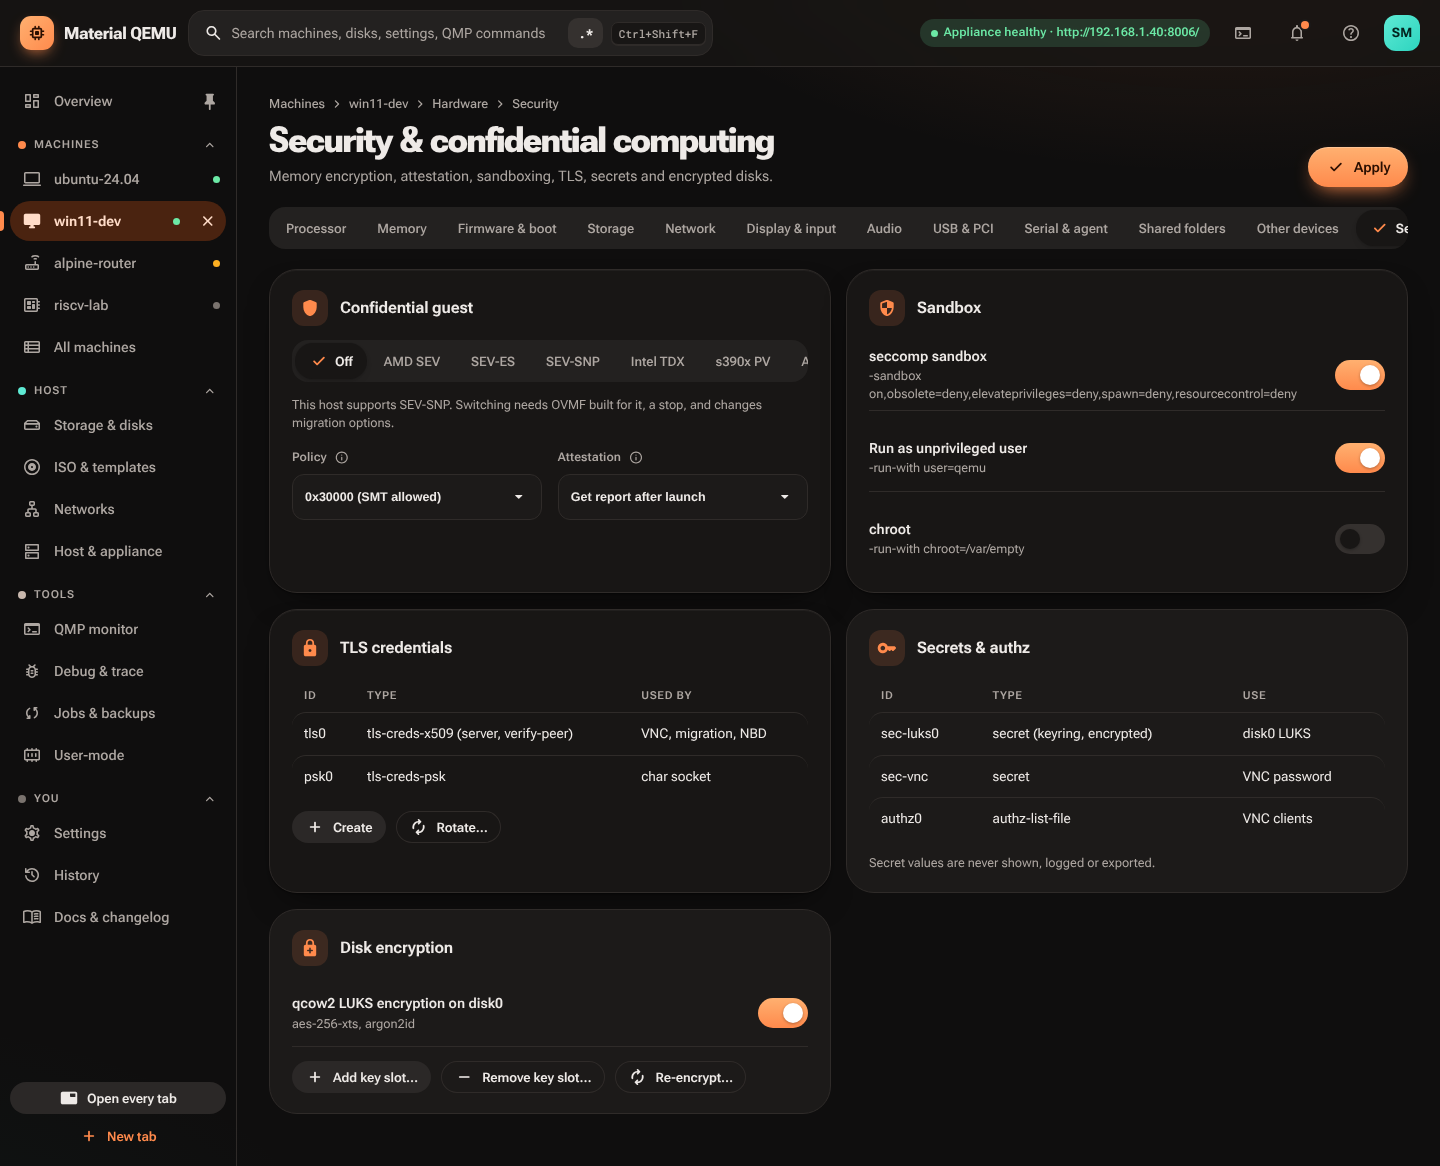 Material QEMU
Search machines, disks, settings, QMP commands
.*
Ctrl+Shift+F
Appliance healthy · http://192.168.1.40:8006/
SM
Overview
MACHINES
ubuntu-24.04
win11-dev
alpine-router
riscv-lab
All machines
HOST
Storage & disks
ISO & templates
Networks
Host & appliance
TOOLS
QMP monitor
Debug & trace
Jobs & backups
User-mode
YOU
Settings
History
Docs & changelog
Open every tab
New tab
Machines > win11-dev > Hardware > Security
Security & confidential computing
Memory encryption, attestation, sandboxing, TLS, secrets and encrypted disks.
Apply
Processor Memory Firmware & boot Storage Network Display & input Audio USB & PCI Serial & agent Shared folders Other devices Se
Confidential guest
Off AMD SEV SEV-ES SEV-SNP Intel TDX s390x PV
This host supports SEV-SNP. Switching needs OVMF built for it, a stop, and changes
migration options.
Policy Attestation
0x30000 (SMT allowed) Get report after launch
Sandbox
seccomp sandbox
-sandbox
on,obsolete=deny,elevateprivileges=deny,spawn=deny,resourcecontrol=deny
Run as unprivileged user
-run-with user=qemu
chroot
-run-with chroot=/var/empty
TLS credentials
ID TYPE USED BY
tls0 tls-creds-x509 (server, verify-peer) VNC, migration, NBD
psk0 tls-creds-psk char socket
Create Rotate...
Secrets & authz
ID TYPE USE
sec-luks0 secret (keyring, encrypted) disk0 LUKS
sec-vnc secret VNC password
authz0 authz-list-file VNC clients
Secret values are never shown, logged or exported.
Disk encryption
qcow2 LUKS encryption on disk0
aes-256-xts, argon2id
Add key slot... Remove key slot... Re-encrypt...